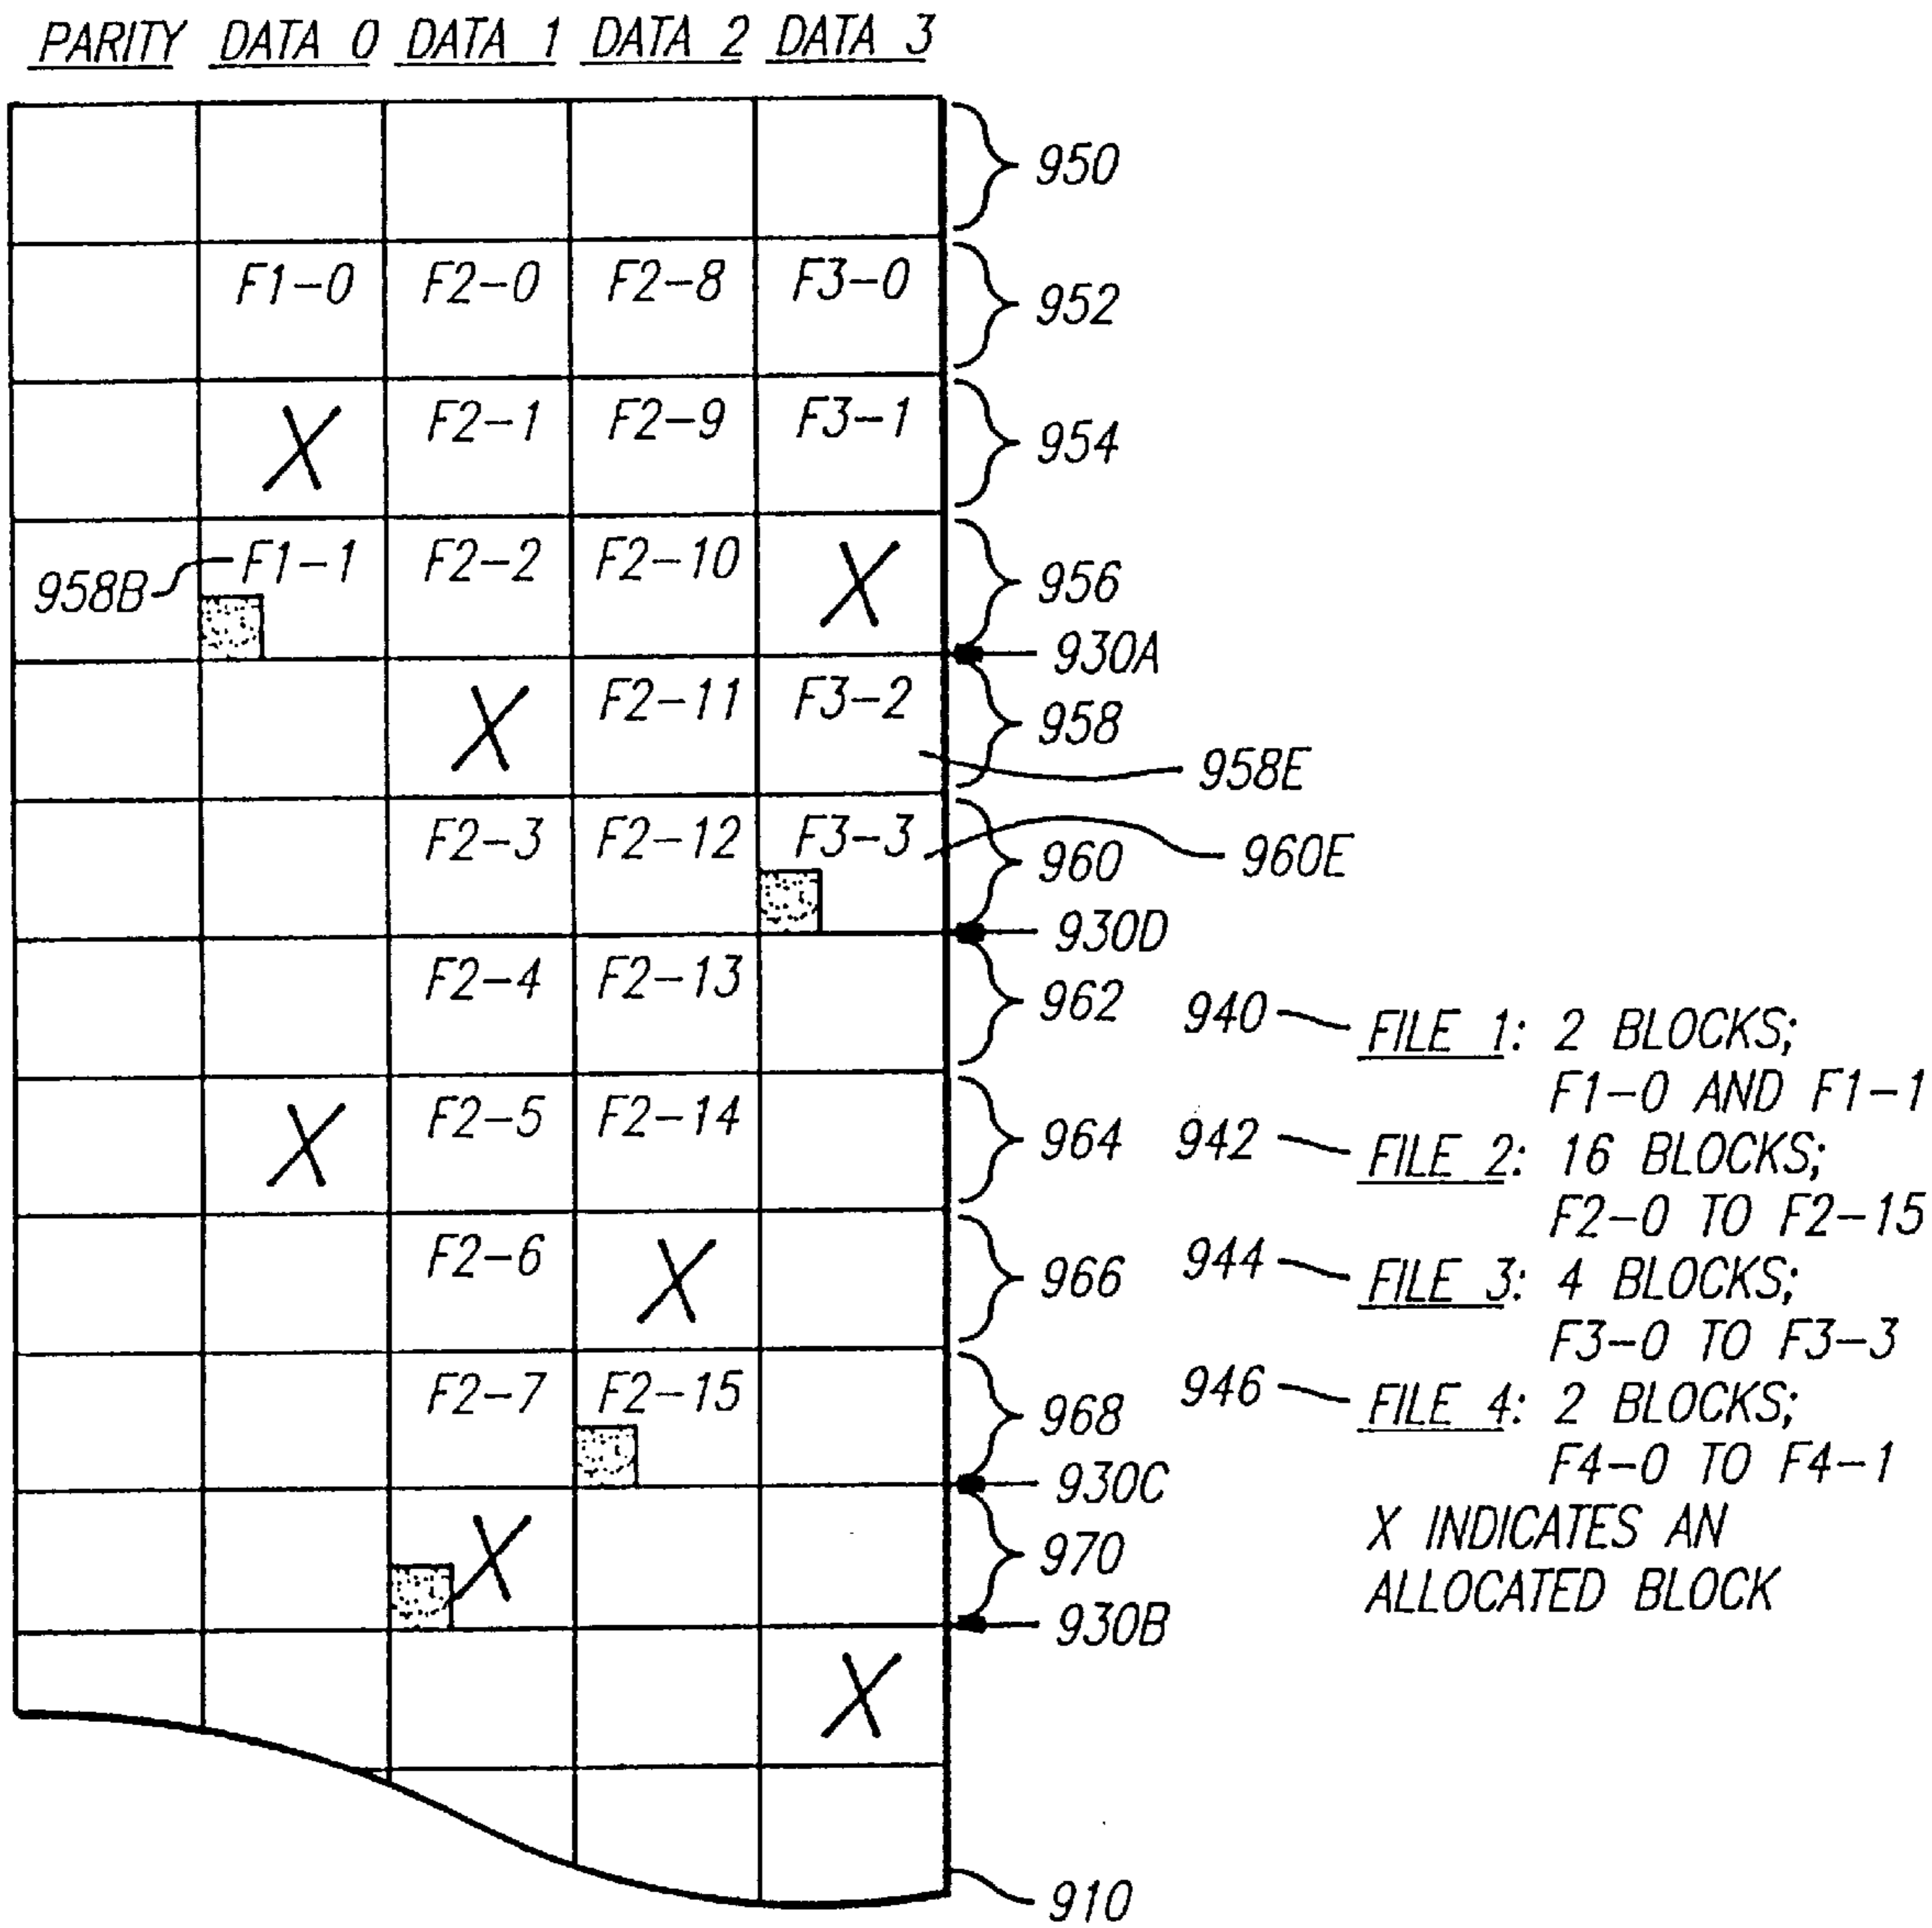 PARITY DATA 0 DATA 1 DATA 2 DATA 3
950
F1-0 F2-0 F2-8 F3-0
952
X F2-1 F2-9 F3-1
954
958B F1-1 F2-2 F2-10 X
956
930A
X F2-11 F3-2
958
958E
F2-3 F2-12 F3-3
960
960E
930D
F2-4 F2-13
962
X F2-5 F2-14
964
F2-6 X
966
F2-7 F2-15
968
930C
X
970
930B
X
910
940 FILE 1: 2 BLOCKS;
F1-0 AND F1-1
942 FILE 2: 16 BLOCKS;
F2-0 TO F2-15
944 FILE 3: 4 BLOCKS;
F3-0 TO F3-3
946 FILE 4: 2 BLOCKS;
F4-0 TO F4-1
X INDICATES AN
ALLOCATED BLOCK